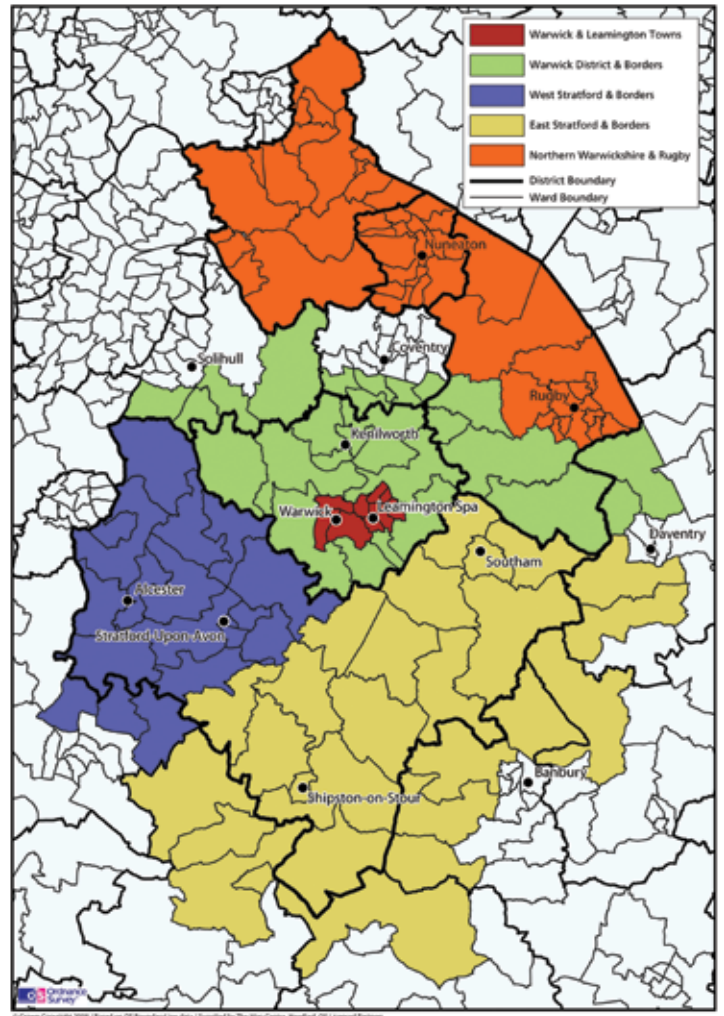 Warwick & Leamington Towns
Warwick District & Borders
West Stratford & Borders
East Stratford & Borders
Northern Warwickshire & Rugby
District Boundary
Ward Boundary
Nuneaton
Coventry
Solihull
Rugby
Kenilworth
Warwick
Leamington Spa
Daventry
Southam
Alcester
Stratford-Upon-Avon
Banbury
Shipston-on-Stour
OS Ordnance
Survey